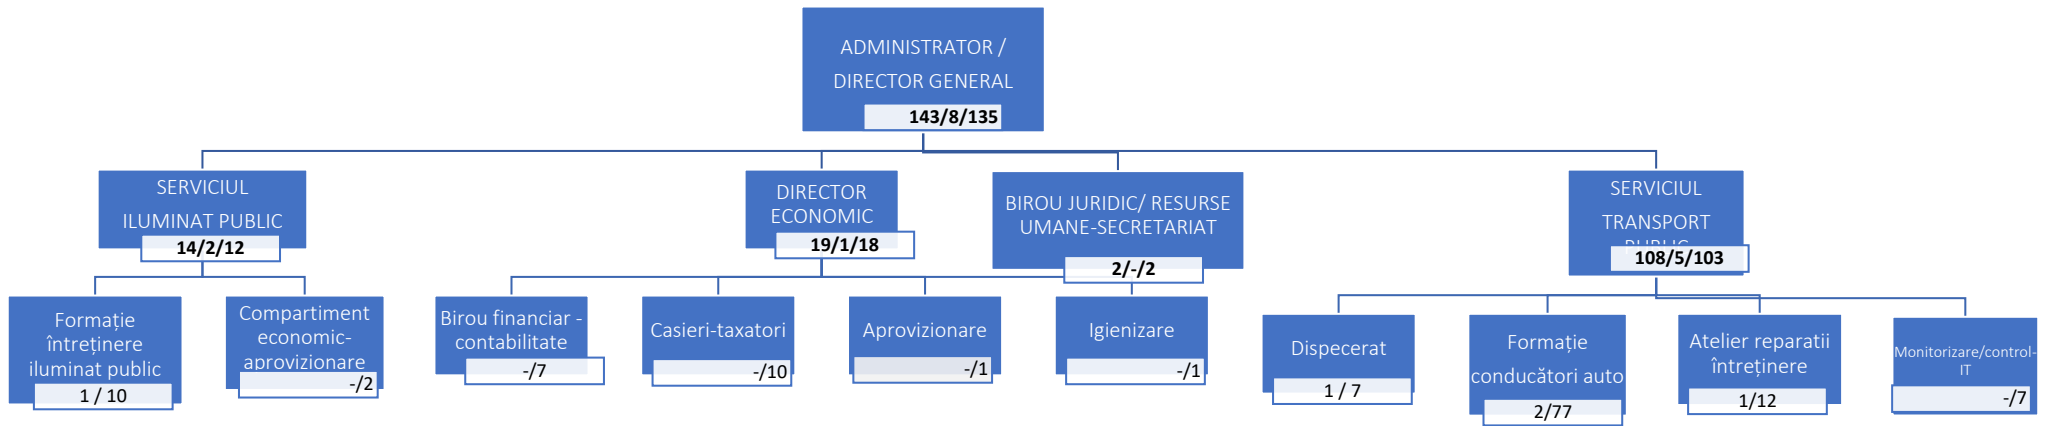 ADMINISTRATOR /
DIRECTOR GENERAL
143/8/135
SERVICIUL
ILUMINAT PUBLIC
14/2/12
DIRECTOR
ECONOMIC
19/1/18
BIROU JURIDIC/ RESURSE
UMANE-SECRETARIAT
2/-/2
SERVICIUL
TRANSPORT
PUBLIC
108/5/103
Formație
întreținere
iluminat public
1 / 10
Compartiment
economic-
aprovizionare
-/2
Birou financiar -
contabilitate
-/7
Casieri-taxatori
-/10
Aprovizionare
-/1
Igienizare
-/1
Dispecerat
1 / 7
Formație
conducători auto
2/77
Atelier reparatii
întreținere
1/12
Monitorizare/control-
IT
-/7